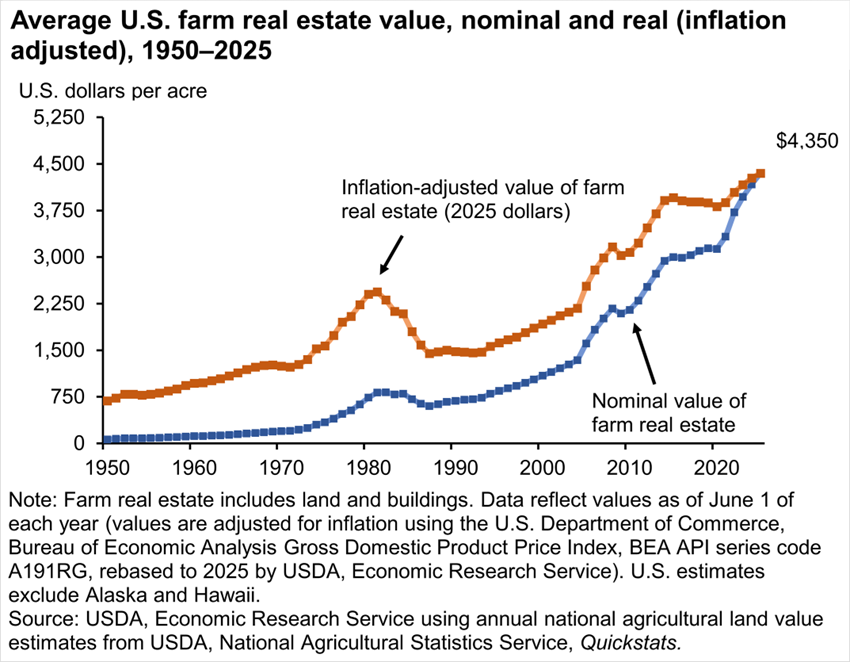 Average U.S. farm real estate value, nominal and real (inflation
adjusted), 1950–2025
U.S. dollars per acre
5,250
$4,350
4,500
Inflation-adjusted value of farm
real estate (2025 dollars)
3,750
3,000
2,250
1,500
750
Nominal value of
farm real estate
0
1950 1960 1970 1980 1990 2000 2010 2020
Note: Farm real estate includes land and buildings. Data reflect values as of June 1 of
each year (values are adjusted for inflation using the U.S. Department of Commerce,
Bureau of Economic Analysis Gross Domestic Product Price Index, BEA API series code
A191RG, rebased to 2025 by USDA, Economic Research Service). U.S. estimates
exclude Alaska and Hawaii.
Source: USDA, Economic Research Service using annual national agricultural land value
estimates from USDA, National Agricultural Statistics Service, Quickstats.